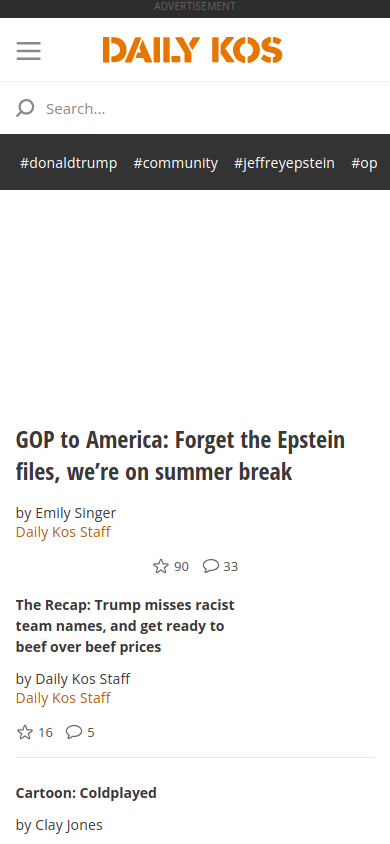 ADVERTISEMENT
DAILY KOS
Search...
#donaldtrump #community #jeffreyepstein #op
GOP to America: Forget the Epstein
files, we’re on summer break
by Emily Singer
Daily Kos Staff
90 33
The Recap: Trump misses racist
team names, and get ready to
beef over beef prices
by Daily Kos Staff
Daily Kos Staff
16 5
Cartoon: Coldplayed
by Clay Jones